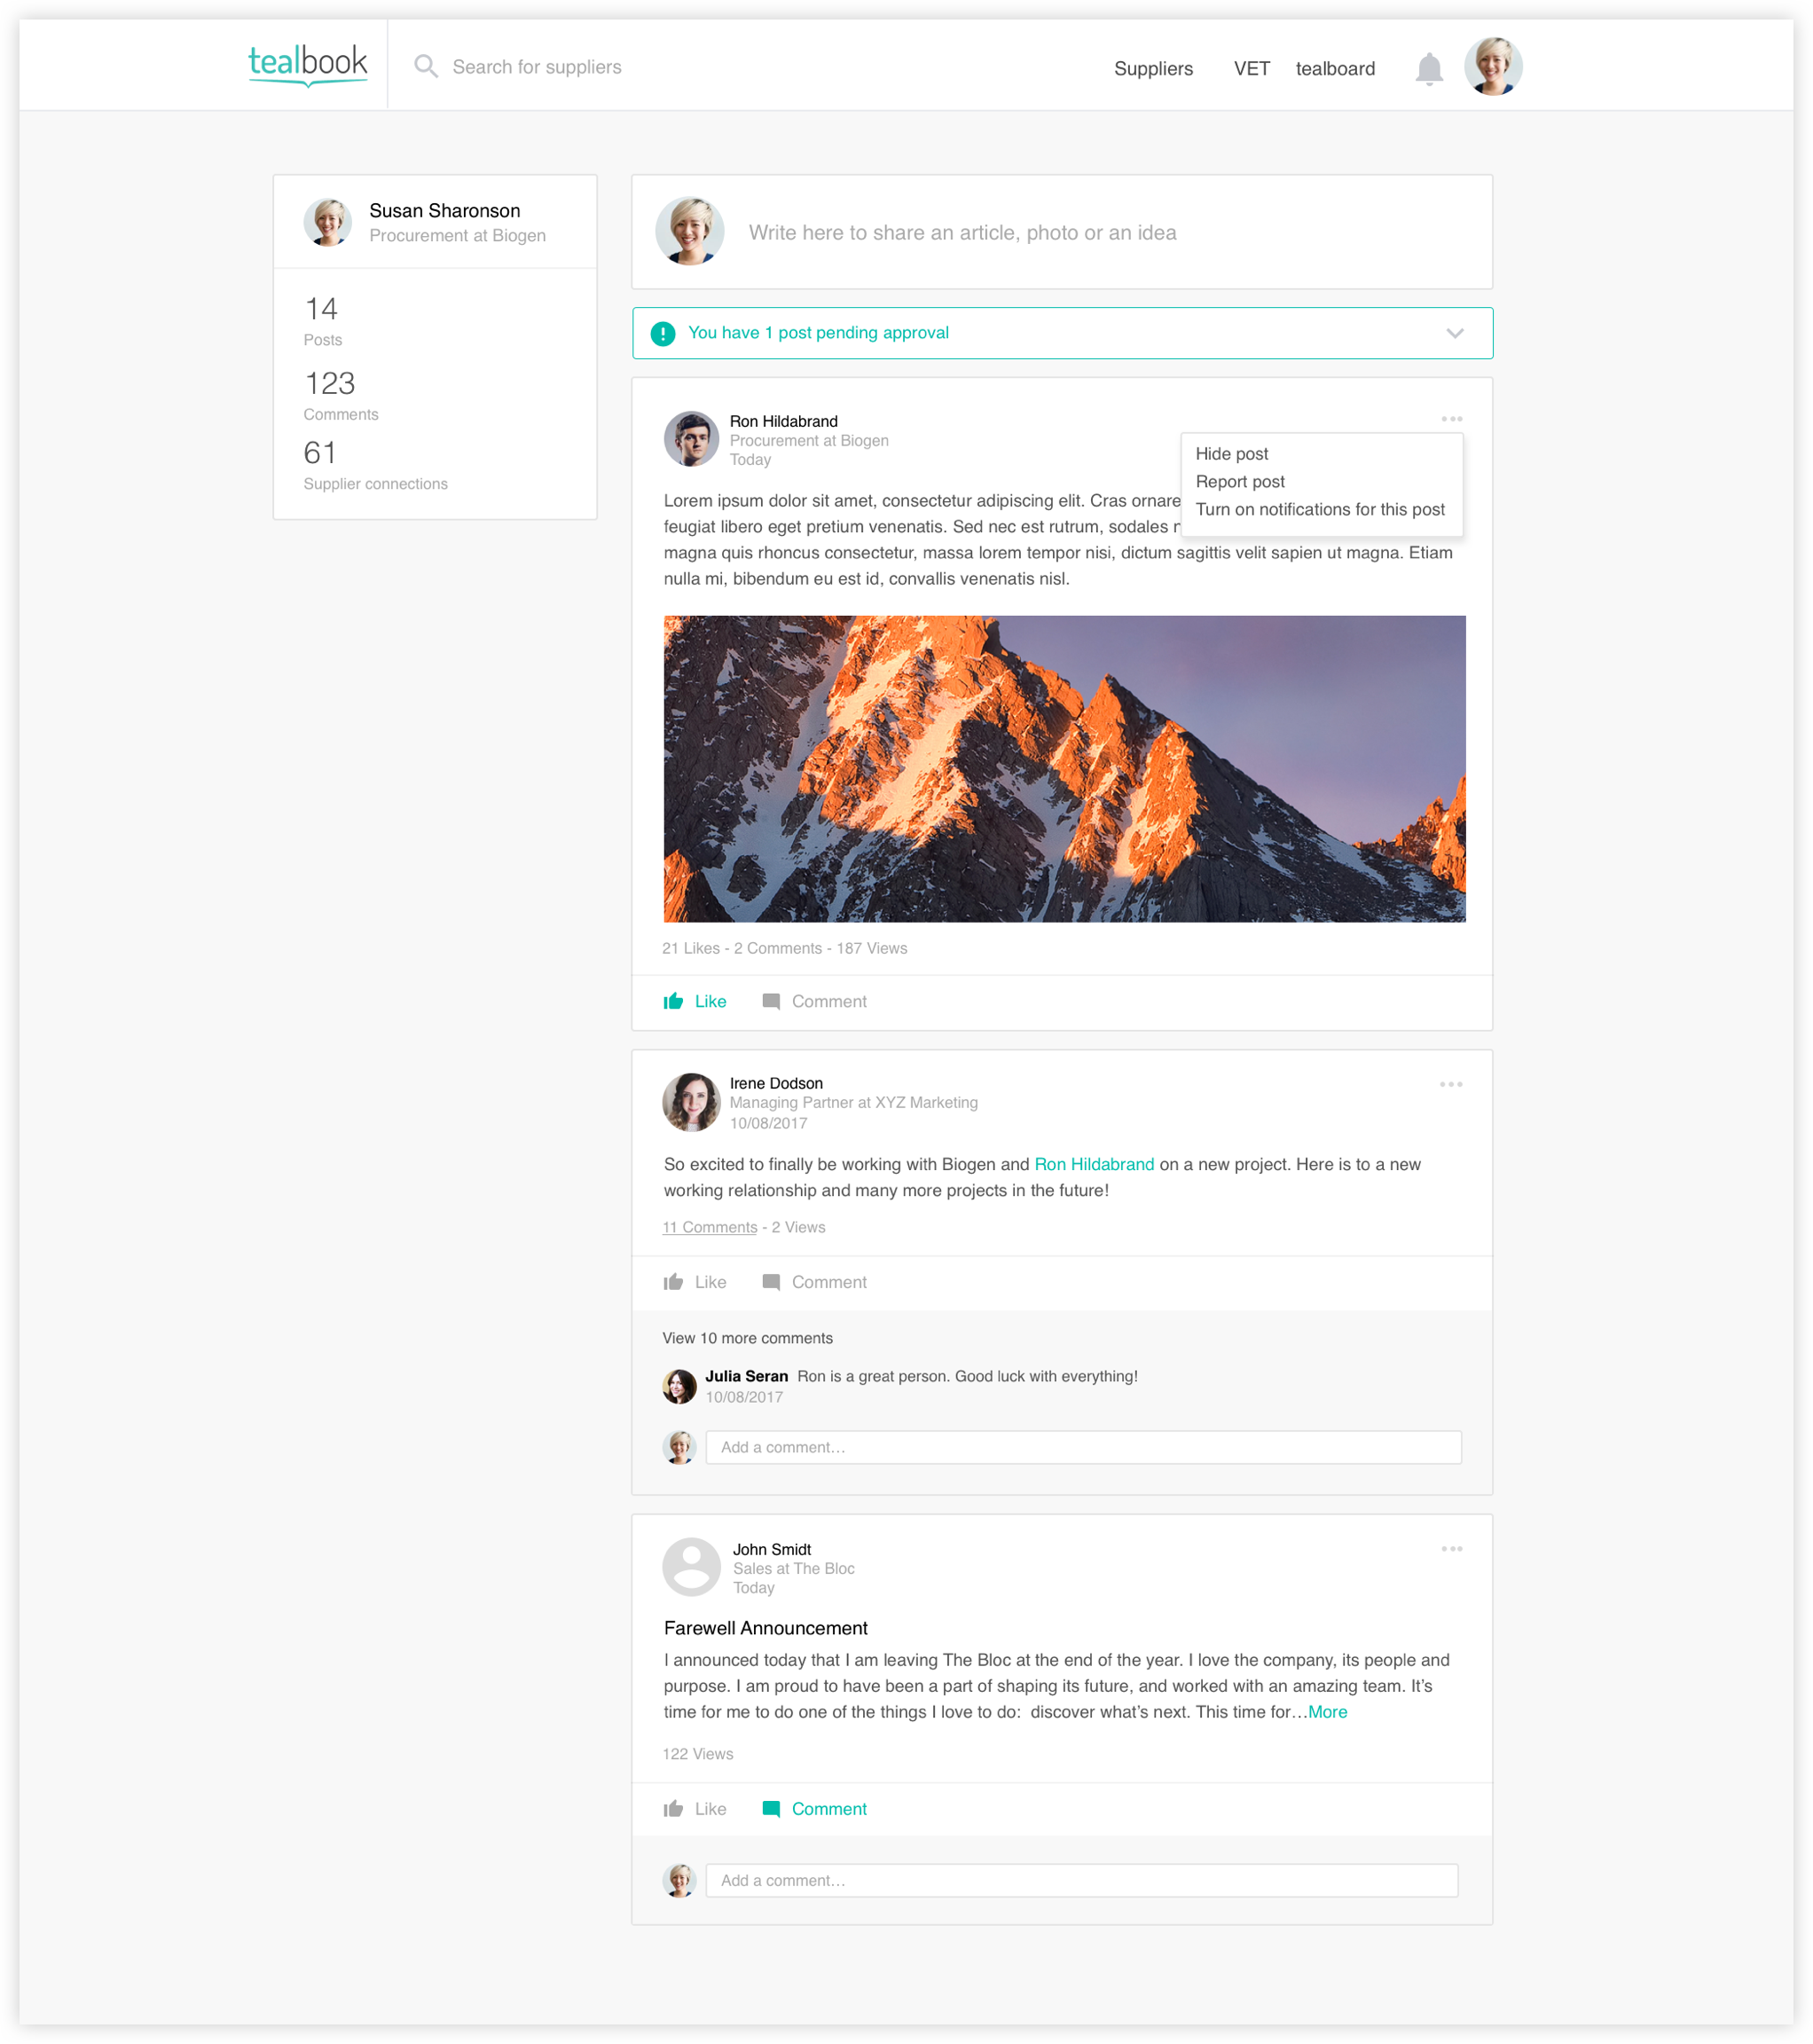 tealbook
Search for suppliers
Suppliers
VET
tealboard
Susan Sharonson
Procurement at Biogen
14
Posts
123
Comments
61
Supplier connections
Write here to share an article, photo or an idea
You have 1 post pending approval
Ron Hildabrand
Procurement at Biogen
Today
Hide post
Report post
Turn on notifications for this post
Lorem ipsum dolor sit amet, consectetur adipiscing elit. Cras ornare
feugiat libero eget pretium venenatis. Sed nec est rutrum, sodales
magna quis rhoncus consectetur, massa lorem tempor nisi, dictum sagittis velit sapien ut magna. Etiam
nulla mi, bibendum eu est id, convallis venenatis nisl.
21 Likes - 2 Comments - 187 Views
Like
Comment
Irene Dodson
Managing Partner at XYZ Marketing
10/08/2017
So excited to finally be working with Biogen and Ron Hildabrand on a new project. Here is to a new
working relationship and many more projects in the future!
11 Comments - 2 Views
Like
Comment
View 10 more comments
Julia Seran Ron is a great person. Good luck with everything!
10/08/2017
Add a comment...
John Smidt
Sales at The Bloc
Today
Farewell Announcement
I announced today that I am leaving The Bloc at the end of the year. I love the company, its people and
purpose. I am proud to have been a part of shaping its future, and worked with an amazing team. It’s
time for me to do one of the things I love to do:  discover what’s next. This time for…More
122 Views
Like
Comment
Add a comment...